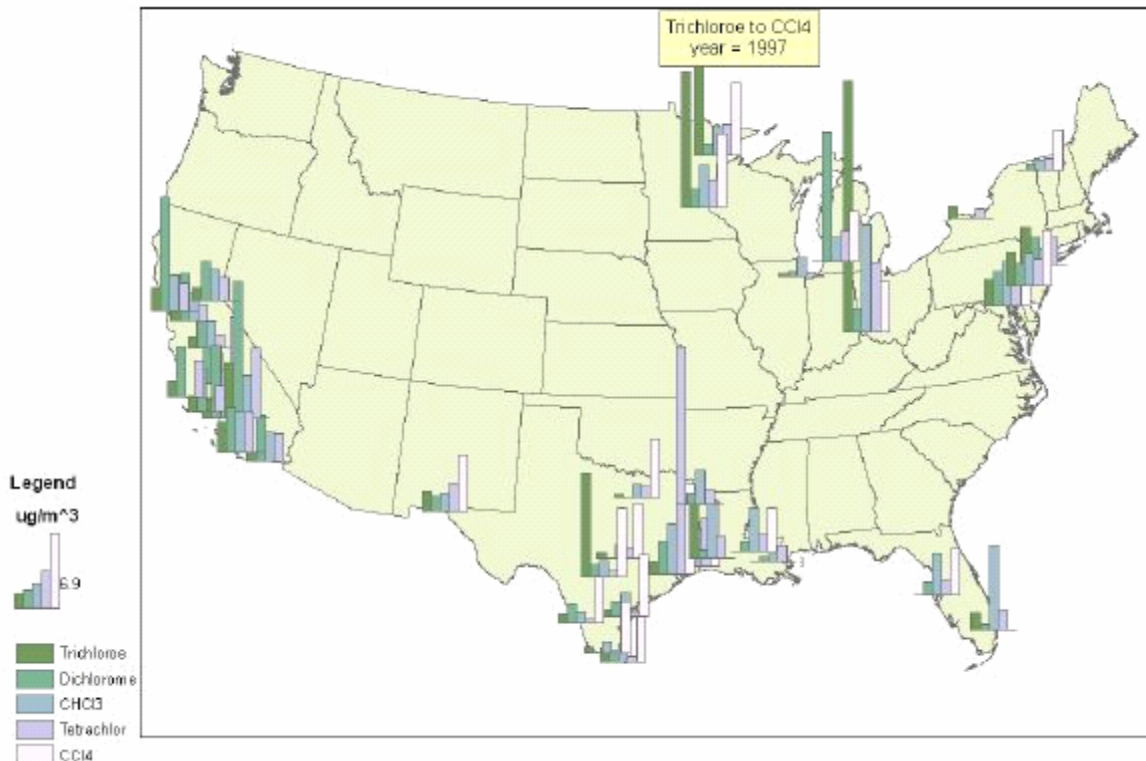 Trichloroe to CCl4
year = 1997
Legend
ug/m^3
6.9
Trichloroe
Dichlorome
CHCl3
Tetrachlor
CCl4